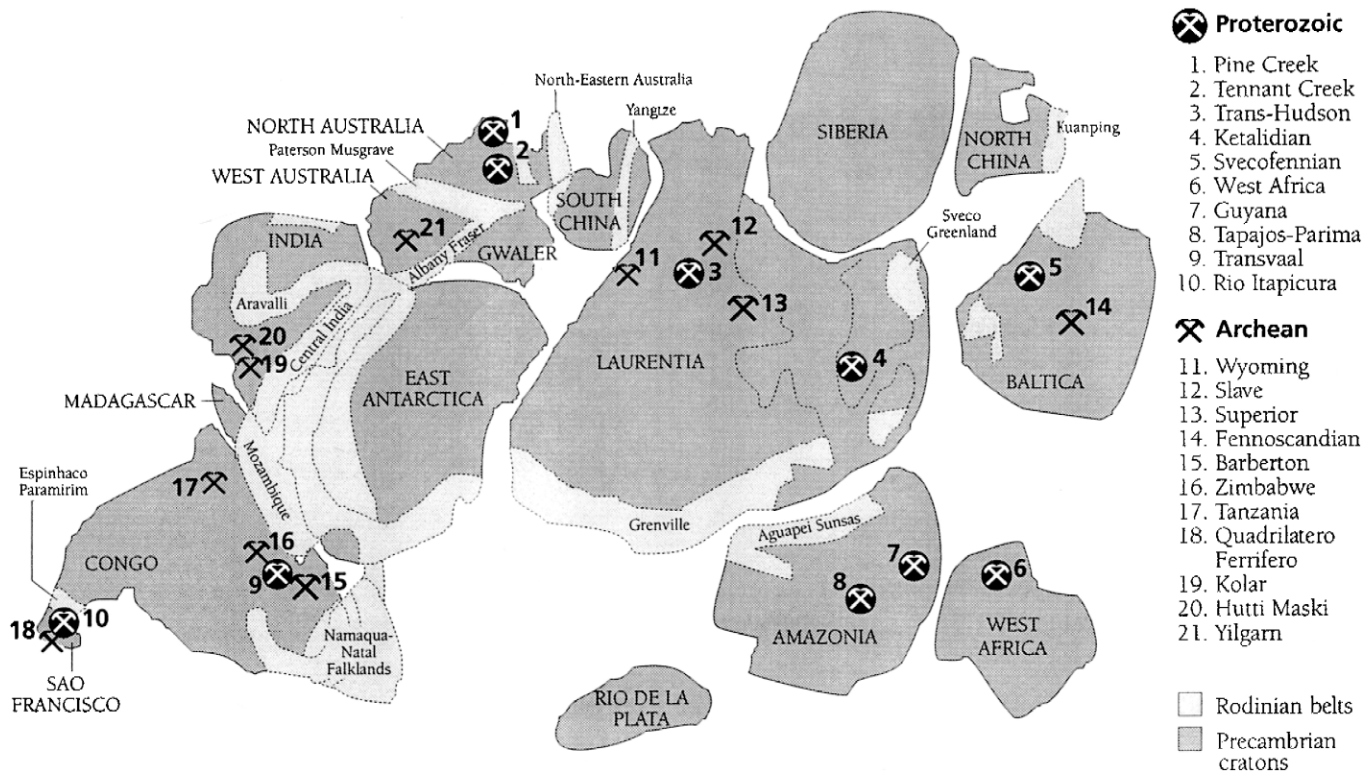 North-Eastern Australia
Yangtze
NORTH AUSTRALIA
Paterson Musgrave
WEST AUSTRALIA
1
2
SOUTH
CHINA
SIBERIA
NORTH
CHINA
Kuanping
INDIA
21
Albany Fraser
GWALER
12
11
3
13
Sveco
Greenland
5
14
Aravalli
Central India
20
19
EAST
ANTARCTICA
LAURENTIA
4
BALTICA
MADAGASCAR
Mozambique
Espinhaco
Paramirim
17
CONGO
16
9
15
Grenville
Aguapei Sunsas
7
8
6
AMAZONIA
WEST
AFRICA
18
10
SAO
FRANCISCO
Namaqua-
Natal
Falklands
RIO DE LA
PLATA
Proterozoic
1. Pine Creek
2. Tennant Creek
3. Trans-Hudson
4. Ketalidian
5. Svecofennian
6. West Africa
7. Guyana
8. Tapajos-Parima
9. Transvaal
10. Rio Itapicura
Archean
11. Wyoming
12. Slave
13. Superior
14. Fennoscandian
15. Barberton
16. Zimbabwe
17. Tanzania
18. Quadrilatero
Ferrifero
19. Kolar
20. Hutti Maski
21. Yilgarn
Rodinian belts
Precambrian
cratons